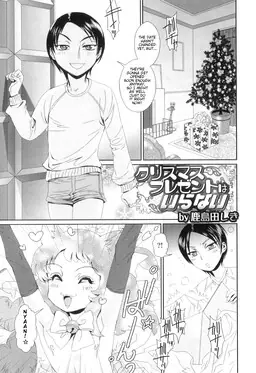 THE DATE
HASN'T
CHANGED
YET,
BUT...
"THEY'RE
GONNA GET
OPENED
SOON ENOUGH
ANYWAY,
SO I MIGHT
AS WELL
JUST DO
IT RIGHT
NOW."
クリスマス
プレゼントは
いらない
by 鹿島田しき
?!
NYAAN!☆